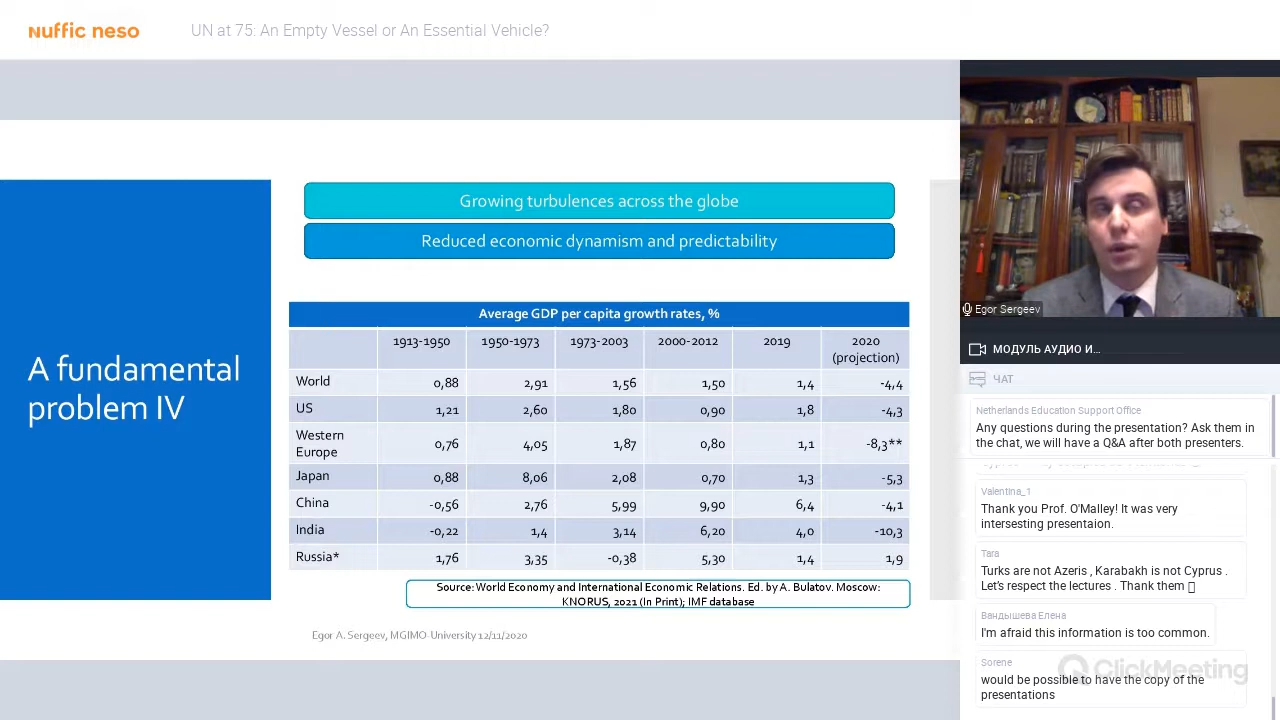 Nuffic neso
UN at 75: An Empty Vessel or An Essential Vehicle?
A fundamental
problem IV
Growing turbulences across the globe
Reduced economic dynamism and predictability
Average GDP per capita growth rates, %
1913-1950 1950-1973 1973-2003 2000-2012 2019 2020
(projection)
World 0,88 2,91 1,56 1,50 1,4 -4,4
US 1,21 2,60 1,80 0,90 1,8 -4,3
Western
Europe 0,76 4,05 1,87 0,80 1,1 -8,3**
Japan 0,88 8,06 2,08 0,70 1,3 -5,3
China -0,56 2,76 5,99 9,90 6,4 -4,1
India -0,22 1,4 3,14 6,20 4,0 -10,3
Russia* 1,76 3,35 -0,38 5,30 1,4 1,9
Source: World Economy and International Economic Relations. Ed. by A. Bulatov. Moscow:
KNORUS, 2021 (In Print); IMF database
Egor A. Sergeev, MGIMO-University 12/11/2020
Egor Sergeev
МОДУЛЬ АУДИО И...
ЧАТ
Netherlands Education Support Office
Any questions during the presentation? Ask them in
the chat, we will have a Q&A after both presenters.
Valentina_1
Thank you Prof. O'Malley! It was very
intersesting presentaion.
Tara
Turks are not Azeris , Karabakh is not Cyprus .
Let's respect the lectures . Thank them
Вандышева Елена
I'm afraid this information is too common.
Sorene
would be possible to have the copy of the
presentations
ClickMeeting